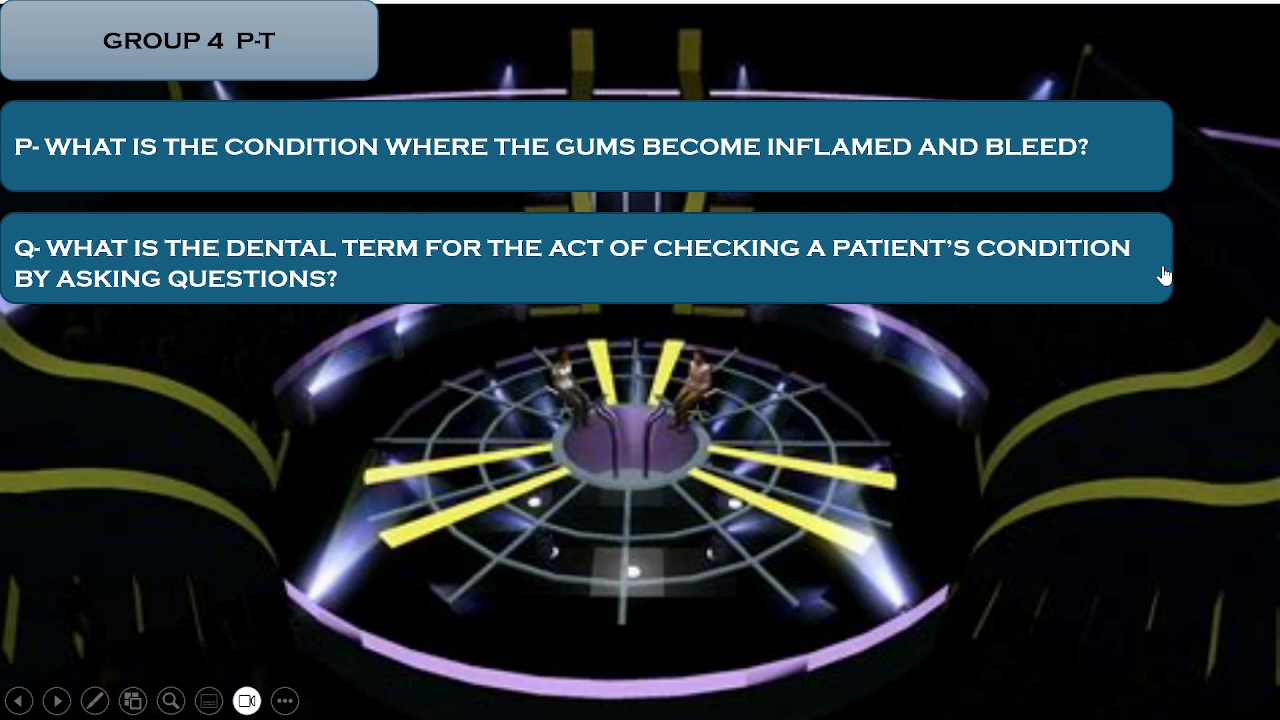 GROUP 4 P-T
P- WHAT IS THE CONDITION WHERE THE GUMS BECOME INFLAMED AND BLEED?
Q- WHAT IS THE DENTAL TERM FOR THE ACT OF CHECKING A PATIENT’S CONDITION
BY ASKING QUESTIONS?